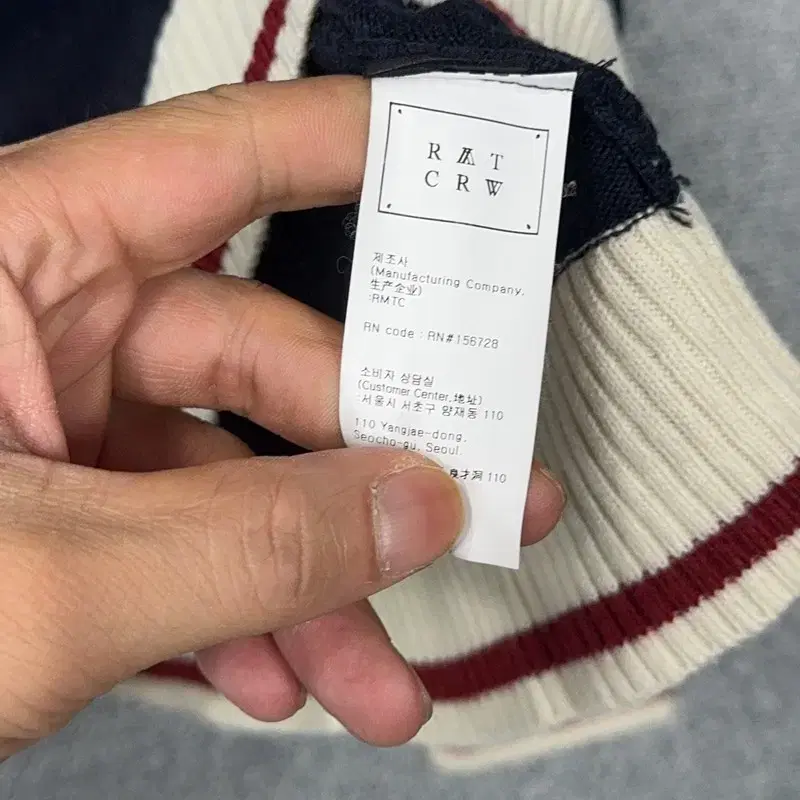 R M T
C R W
제조사
(Manufacturing Company,
生产企业)
:RMTC
RN code : RN#156728
소비자 상담실
(Customer Center,地址)
:서울시 서초구 양재동 110
110 Yangjae-dong,
Seocho-gu, Seoul.
良才洞 110